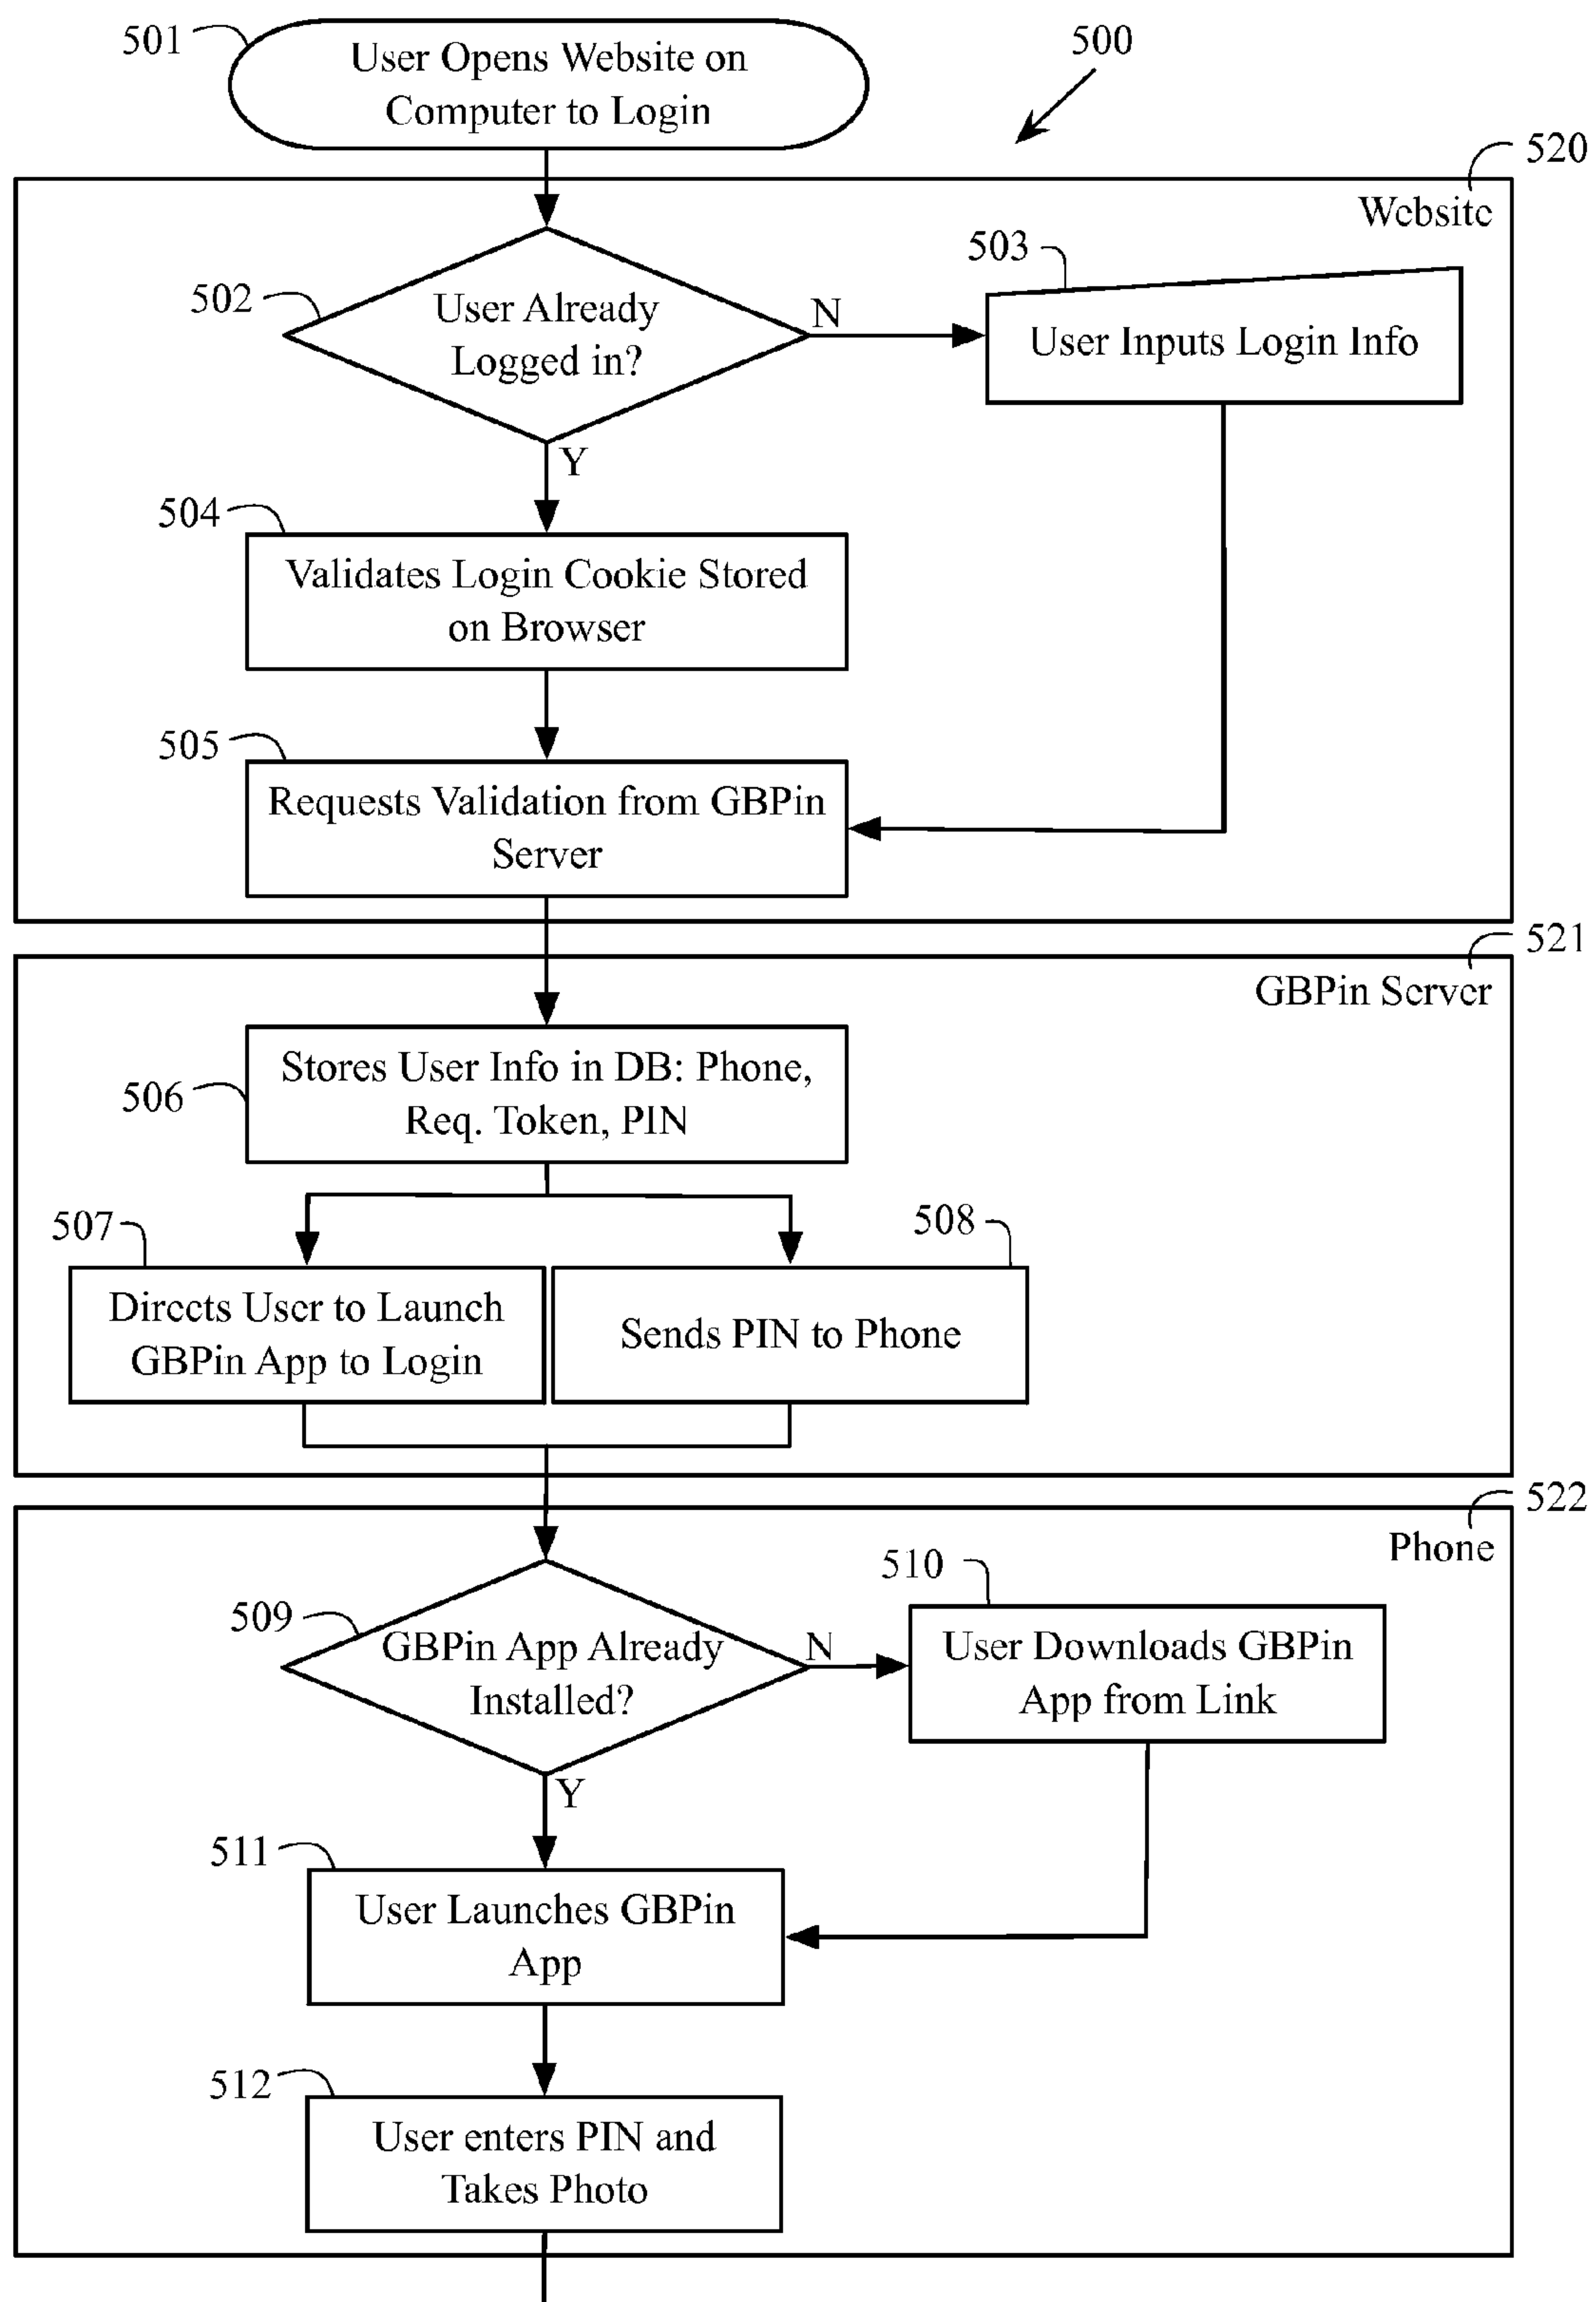 501
User Opens Website on
Computer to Login
500
520
Website
503
502
User Already
Logged in?
N
User Inputs Login Info
Y
504
Validates Login Cookie Stored
on Browser
505
Requests Validation from GBPin
Server
521
GBPin Server
506
Stores User Info in DB: Phone,
Req. Token, PIN
507
508
Directs User to Launch
GBPin App to Login
Sends PIN to Phone
522
Phone
510
509
GBPin App Already
Installed?
N
User Downloads GBPin
App from Link
Y
511
User Launches GBPin
App
512
User enters PIN and
Takes Photo